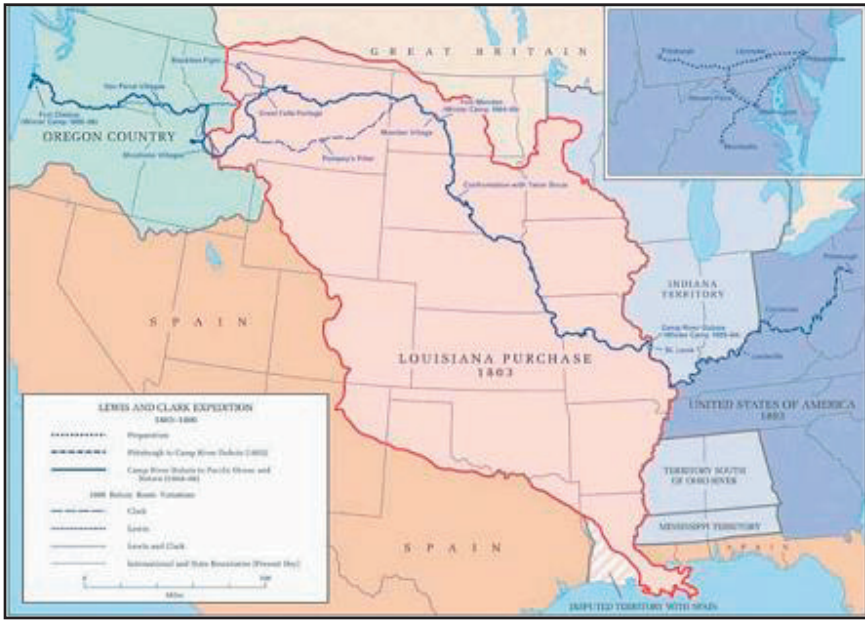 GREAT BRITAIN
Blackfeet Fight
Nez Perce Villages
Fort Clatsop
(Winter Camp 1805-06)
OREGON COUNTRY
Shoshone Villages
Great Falls Portage
Pompey's Pillar
Mandan Village
Fort Mandan
(Winter Camp 1804-05)
Confrontation with Teton Sioux
Pittsburgh
Lancaster
Philadelphia
Harpers Ferry
Washington
Monticello
SPAIN
INDIANA
TERRITORY
Pittsburgh
Cincinnati
Louisville
Camp River Dubois
(Winter Camp 1803-04)
St. Louis
LOUISIANA PURCHASE
1803
UNITED STATES OF AMERICA
1803
TERRITORY SOUTH
OF OHIO RIVER
MISSISSIPPI TERRITORY
SPAIN
SPAIN
DISPUTED TERRITORY WITH SPAIN
LEWIS AND CLARK EXPEDITION
1803-1806
Preparation
Pittsburgh to Camp River Dubois (1803)
Camp River Dubois to Pacific Ocean and
Return (1804-06)
1806 Return Route Variations
Clark
Lewis
Lewis and Clark
International and State Boundaries (Present Day)
0
Miles